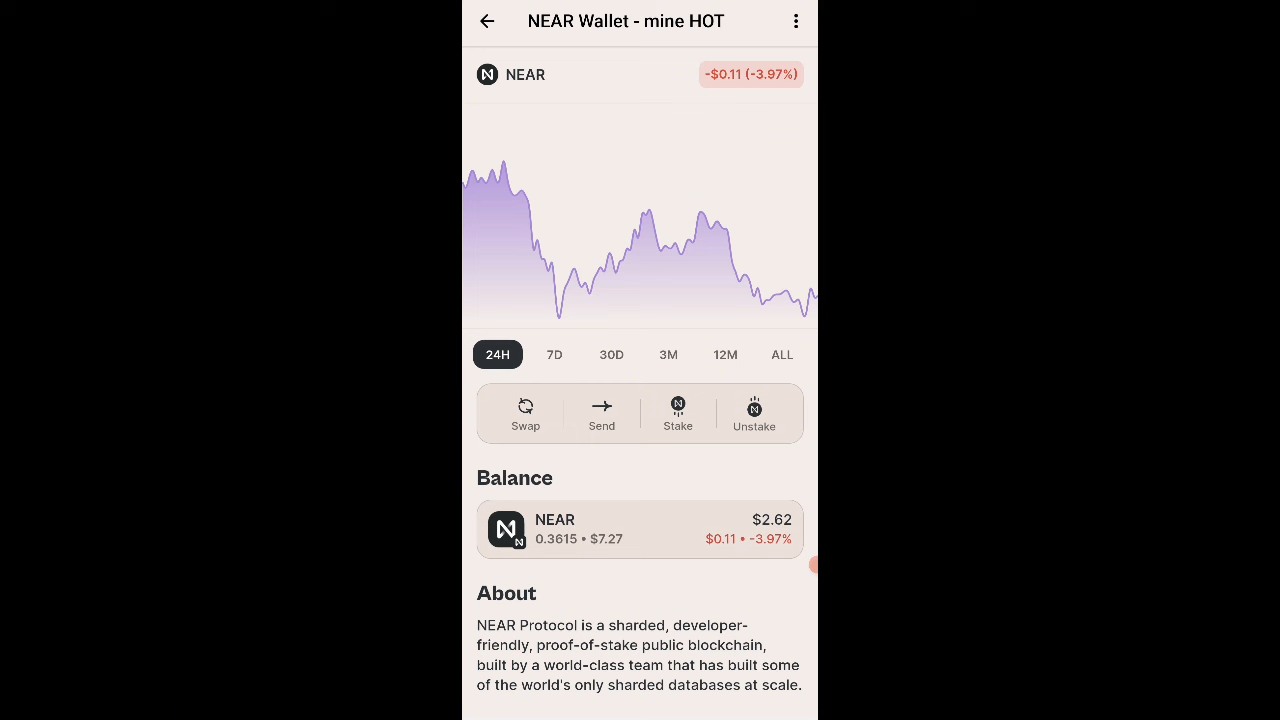 NEAR Wallet - mine HOT
NEAR
-$0.11 (-3.97%)
24H
7D
30D
3M
12M
ALL
Swap
Send
Stake
Unstake
Balance
NEAR
$2.62
0.3615 • $7.27
$0.11 • -3.97%
About
NEAR Protocol is a sharded, developer-
friendly, proof-of-stake public blockchain,
built by a world-class team that has built some
of the world's only sharded databases at scale.